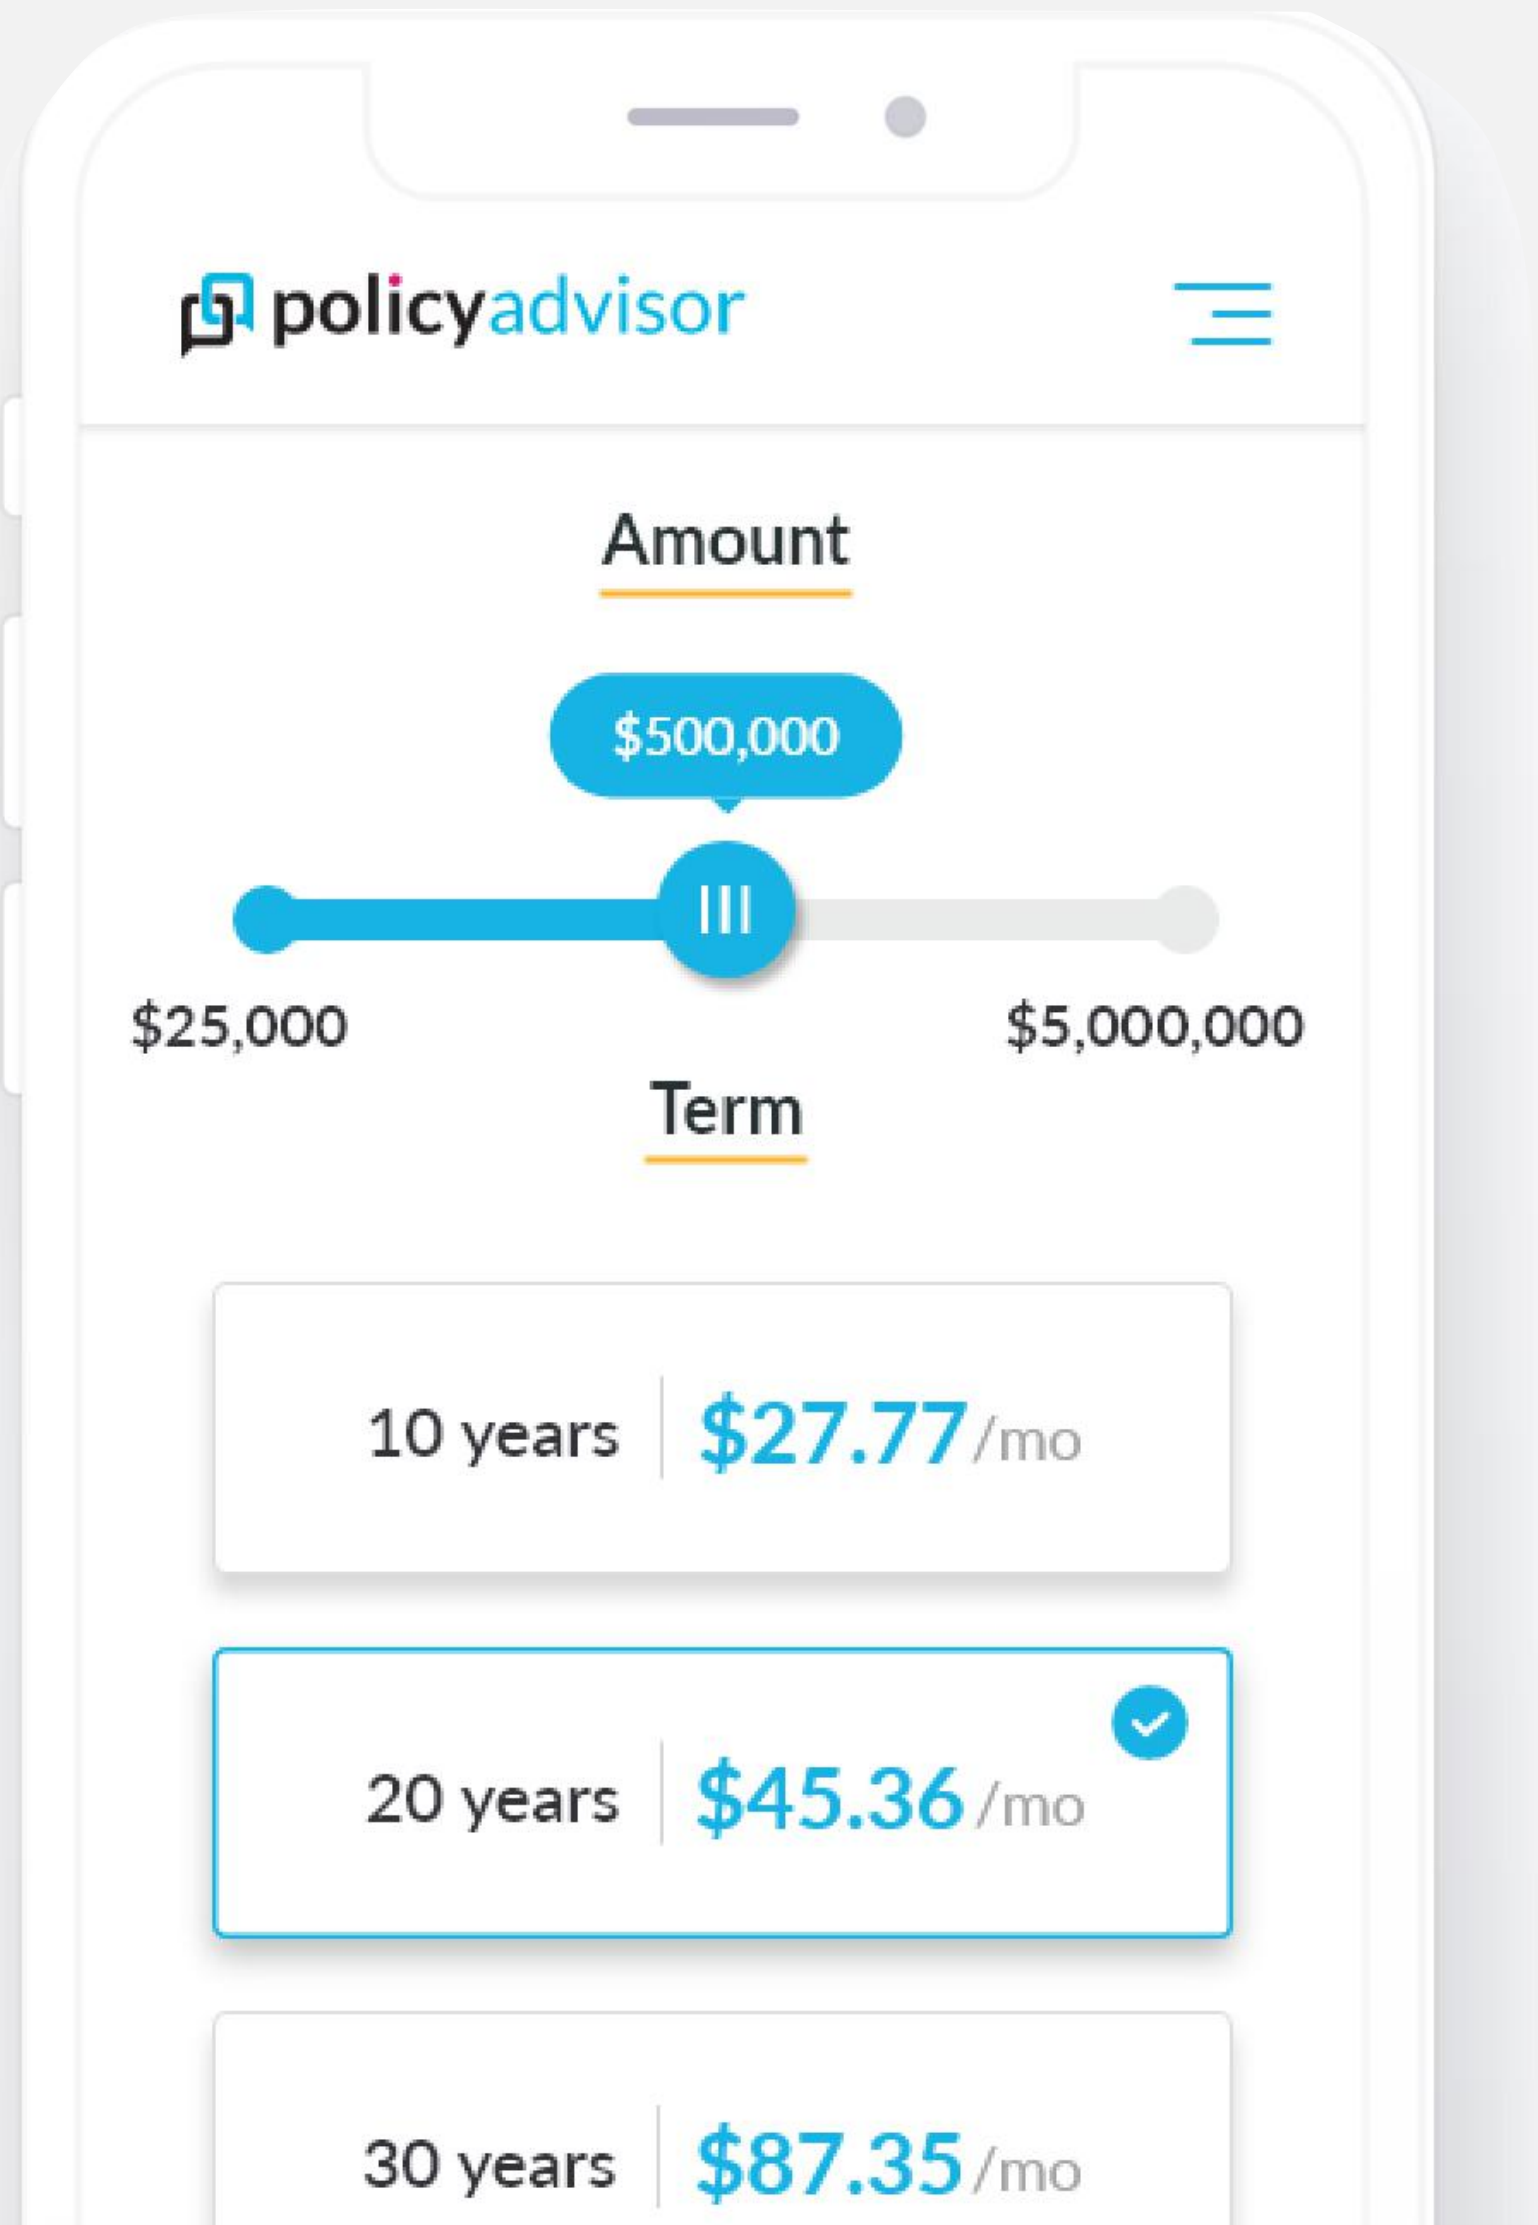 policyadvisor
Amount
$500,000
$25,000 $5,000,000
Term
10 years $27.77/mo
20 years $45.36/mo
30 years $87.35/mo